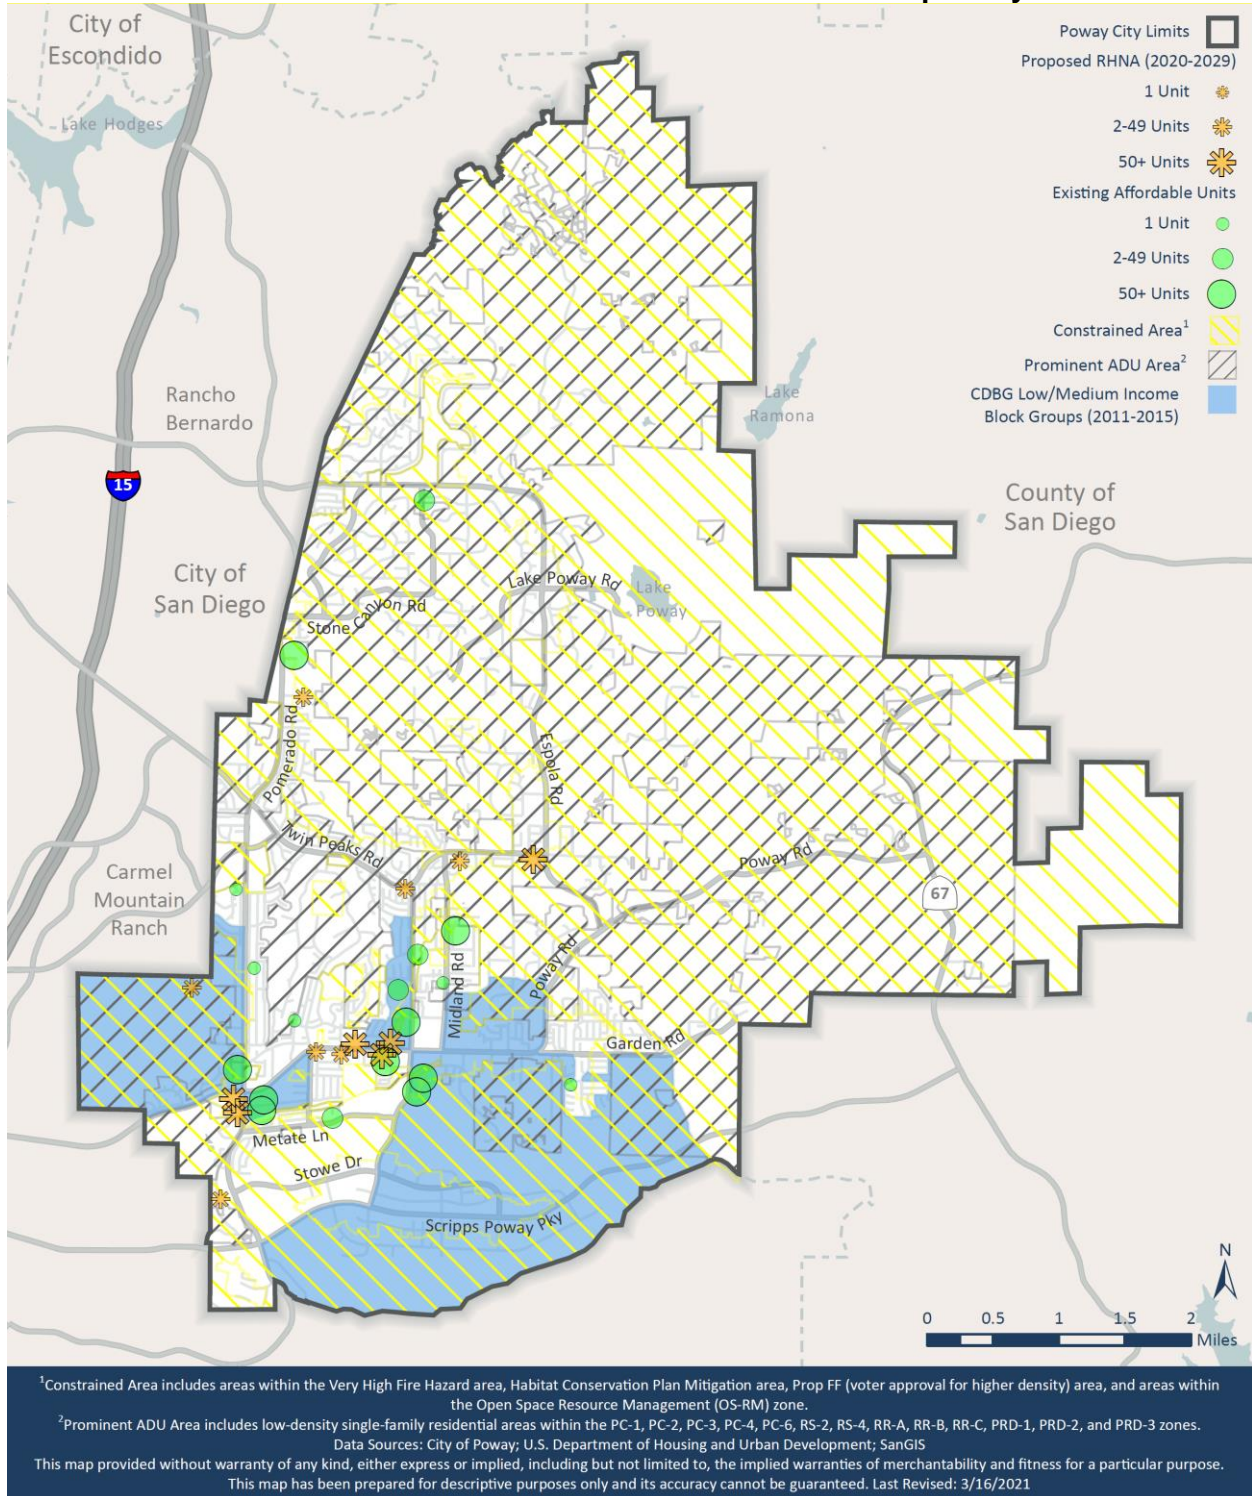 City of
Escondido
Lake Hodges
Poway City Limits
Proposed RHNA (2020-2029)
1 Unit
2-49 Units
50+ Units
Existing Affordable Units
1 Unit
2-49 Units
50+ Units
Constrained Area1
Prominent ADU Area2
CDBG Low/Medium Income
Block Groups (2011-2015)
Rancho
Bernardo
Lake
Ramona
15
County of
San Diego
City of
San Diego
Lake Poway Rd
Lake
Poway
Stone Canyon Rd
Pomerado Rd
Espola Rd
Twin Peaks Rd
Poway Rd
Carmel
Mountain
Ranch
67
Poway Rd
Midland Rd
Garden Rd
Metate Ln
Stowe Dr
Scripps Poway Pky
N
0 0.5 1 1.5 2
Miles
1Constrained Area includes areas within the Very High Fire Hazard area, Habitat Conservation Plan Mitigation area, Prop FF (voter approval for higher density) area, and areas within
the Open Space Resource Management (OS-RM) zone.
2Prominent ADU Area includes low-density single-family residential areas within the PC-1, PC-2, PC-3, PC-4, PC-6, RS-2, RS-4, RR-A, RR-B, RR-C, PRD-1, PRD-2, and PRD-3 zones.
Data Sources: City of Poway; U.S. Department of Housing and Urban Development; SanGIS
This map provided without warranty of any kind, either express or implied, including but not limited to, the implied warranties of merchantability and fitness for a particular purpose.
This map has been prepared for descriptive purposes only and its accuracy cannot be guaranteed. Last Revised: 3/16/2021